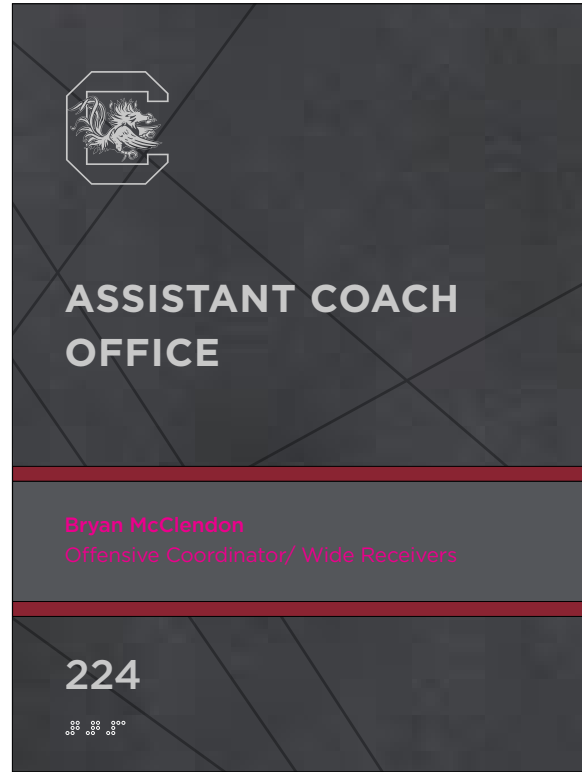 ASSISTANT COACH
OFFICE
Bryan McClendon
Offensive Coordinator/ Wide Receivers
224